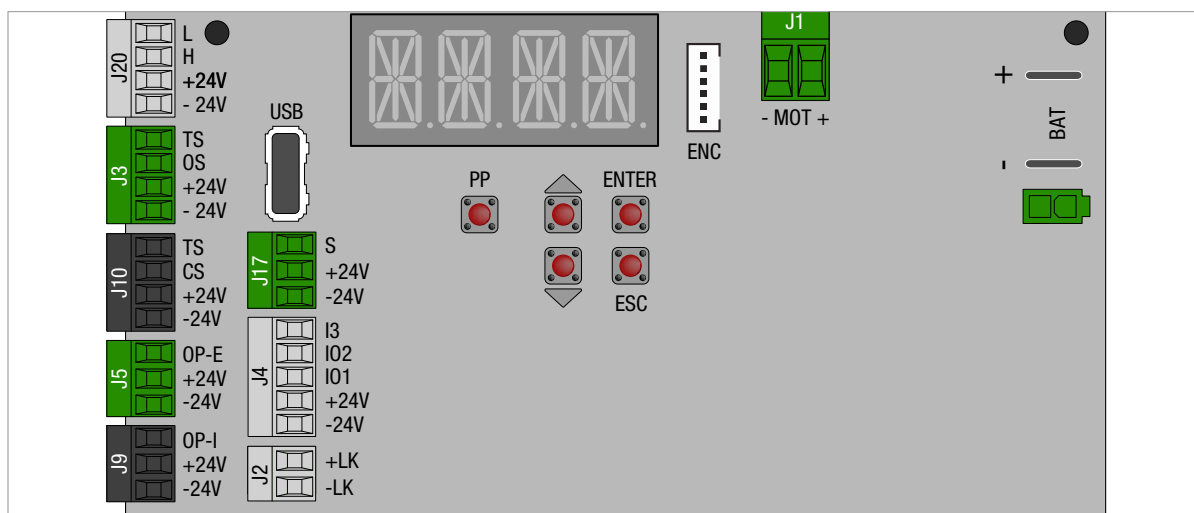 J20
L
H
+24V
- 24V
J3
TS
OS
+24V
- 24V
J10
TS
CS
+24V
-24V
J5
OP-E
+24V
-24V
J9
OP-I
+24V
-24V
USB
J17
S
+24V
-24V
J4
I3
IO2
IO1
+24V
-24V
J2
+LK
-LK
PP
ENTER
ESC
ENC
J1
- MOT +
+
BAT
-